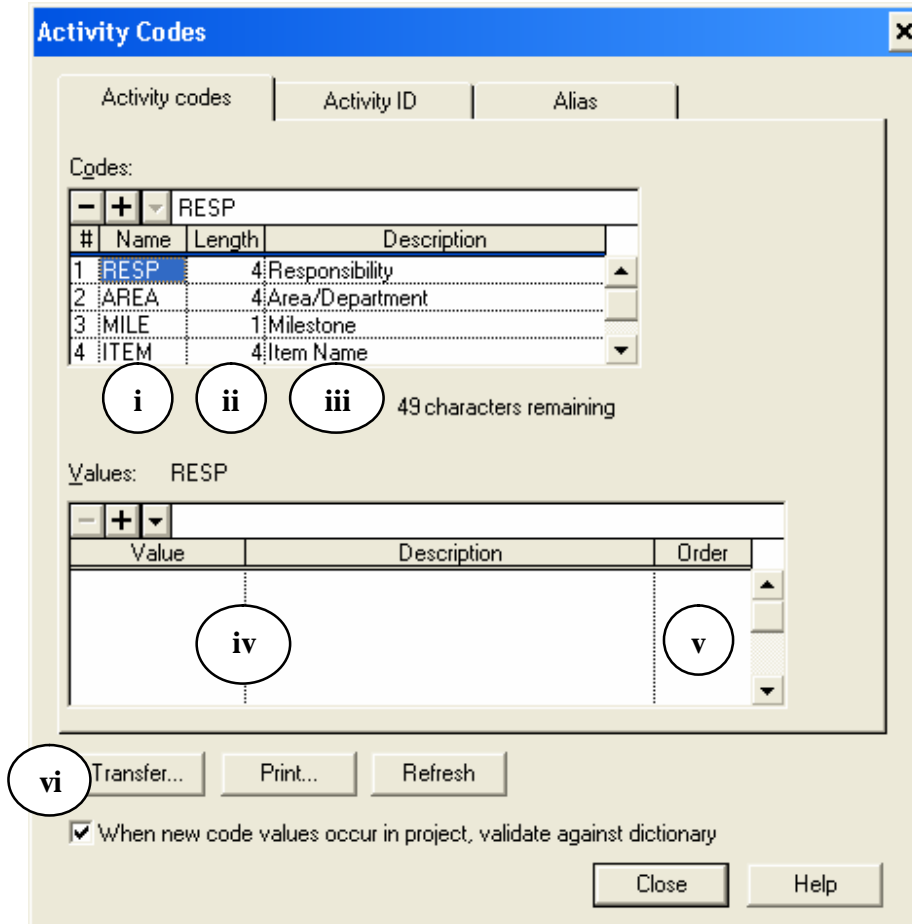 Activity Codes
Activity codes Activity ID Alias
Codes:
RESP
# Name Length Description
1 RESP 4 Responsibility
2 AREA 4 Area/Department
3 MILE 1 Milestone
4 ITEM 4 Item Name
i ii iii 49 characters remaining
Values: RESP
Value Description Order
iv v
vi Transfer... Print... Refresh
When new code values occur in project, validate against dictionary
Close Help